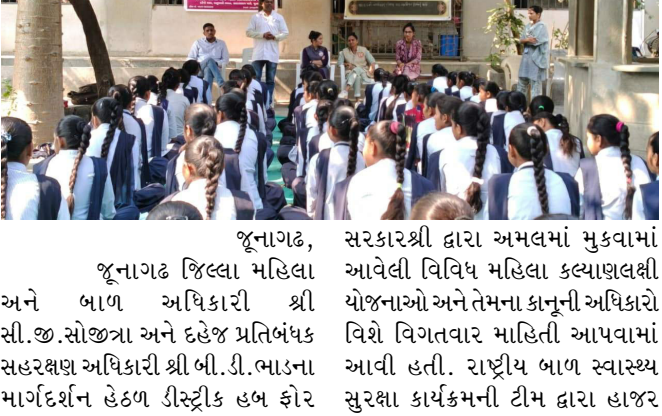 જૂનાગઢ,
જૂનાગઢ જિલ્લા મહિલા
અને બાળ અધિકારી શ્રી
સી.જી.સોજીત્રા અને દહેજ પ્રતિબંધક
સહરક્ષણ અધિકારી શ્રી બી.ડી.ભાડના
માર્ગદર્શન હેઠળ ડીસ્ટ્રીક હબ ફોર
સરકારશ્રી દ્વારા અમલમાં મુકવામાં
આવેલી વિવિધ મહિલા કલ્યાણલક્ષી
યોજનાઓ અને તેમના કાનૂની અધિકારો
વિશે વિગતવાર માહિતી આપવામાં
આવી હતી. રાષ્ટ્રીય બાળ સ્વાસ્થ્ય
સુરક્ષા કાર્યક્રમની ટીમ દ્વારા હાજર